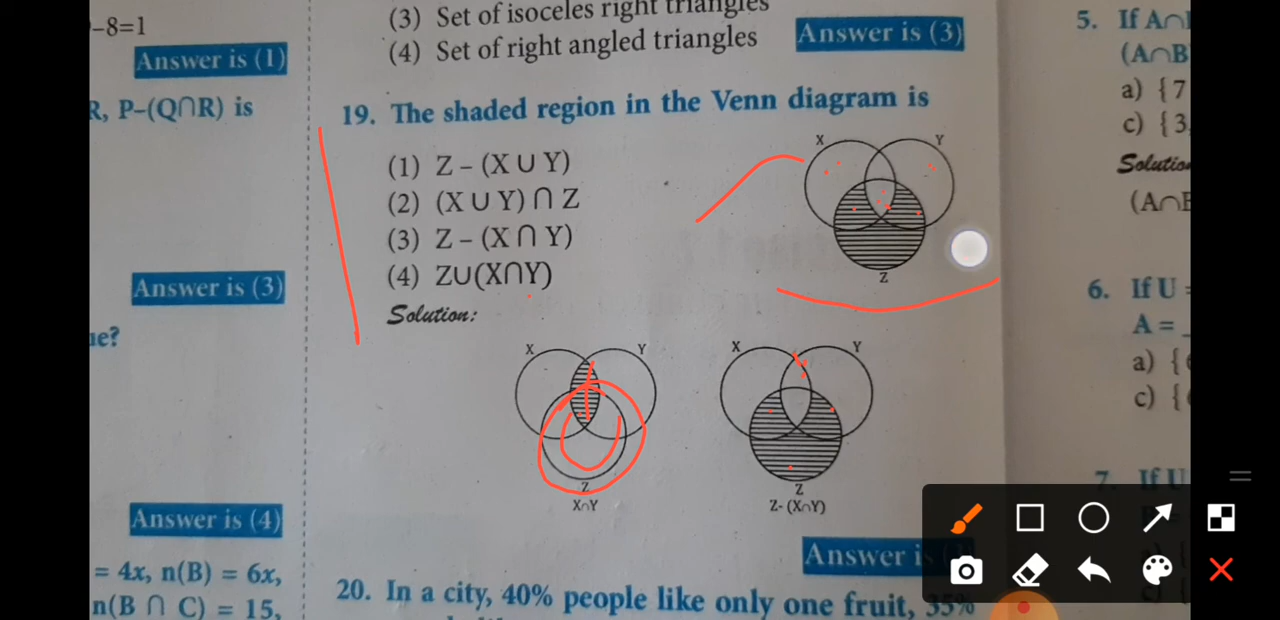 -8=1
Answer is (1)
R, P-(Q∩R) is
Answer is (3)
Answer is (4)
= 4x, n(B) = 6x,
n(B ∩ C) = 15,
(3) Set of isoceles right triangles
(4) Set of right angled triangles
Answer is (3)
19. The shaded region in the Venn diagram is
(1) Z – (X ∪ Y)
(2) (X ∪ Y) ∩ Z
(3) Z – (X ∩ Y)
(4) Z∪(X∩Y)
X Y
Z
Solution:
X Y
Z
X∩Y
X Y
Z
Z- (X∩Y)
Answer
20. In a city, 40% people like only one fruit, 35%
5. If A∩
(A∩B
a) {7
c) {3
Solution
(A∩
6. If U =
A =
a) {
c) {
7. If U